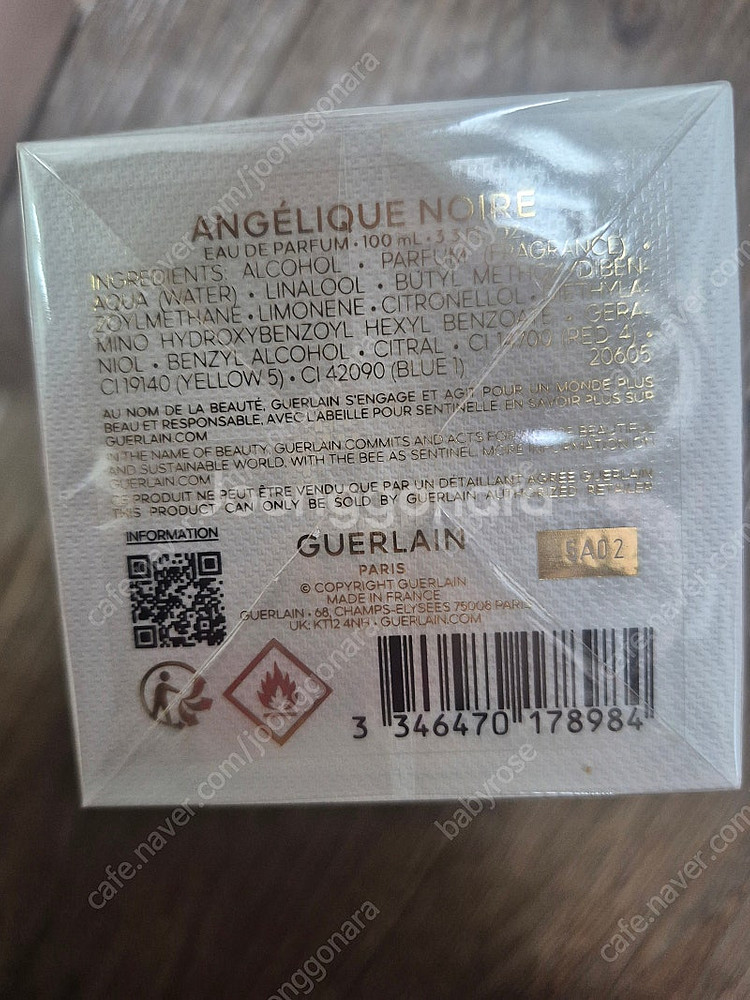 ANGÉLIQUE NOIRE
EAU DE PARFUM • 100 mL • 3.3
INGREDIENTS: ALCOHOL • PARFUM (FRAGRANCE) •
AQUA (WATER) • LINALOOL • BUTYL METHOXYDIBEN-
ZOYLMETHANE • LIMONENE • CITRONELLOL • DIETHYLA-
MINO HYDROXYBENZOYL HEXYL BENZOATE • GERA-
NIOL • BENZYL ALCOHOL • CITRAL • CI 14700 (RED 4) •
CI 19140 (YELLOW 5) • CI 42090 (BLUE 1) 20605
AU NOM DE LA BEAUTÉ, GUERLAIN S'ENGAGE ET AGIT POUR UN MONDE PLUS
BEAU ET RESPONSABLE, AVEC L'ABEILLE POUR SENTINELLE. EN SAVOIR PLUS SUR
GUERLAIN.COM
IN THE NAME OF BEAUTY, GUERLAIN COMMITS AND ACTS FOR A MORE BEAUTIFUL
AND SUSTAINABLE WORLD, WITH THE BEE AS SENTINEL. MORE INFORMATION ON
GUERLAIN.COM
CE PRODUIT NE PEUT ÊTRE VENDU QUE PAR UN DÉTAILLANT AGRÉÉ GUERLAIN
THIS PRODUCT CAN ONLY BE SOLD BY GUERLAIN AUTHORIZED RETAILER
INFORMATION
GUERLAIN
PARIS
© COPYRIGHT GUERLAIN
MADE IN FRANCE
GUERLAIN • 68, CHAMPS-ELYSEES 75008 PARIS
UK: KT12 4NH • GUERLAIN.COM
A02
3 346470 178984
cafe.naver.com/joonggonara
babyrose
joonggonara